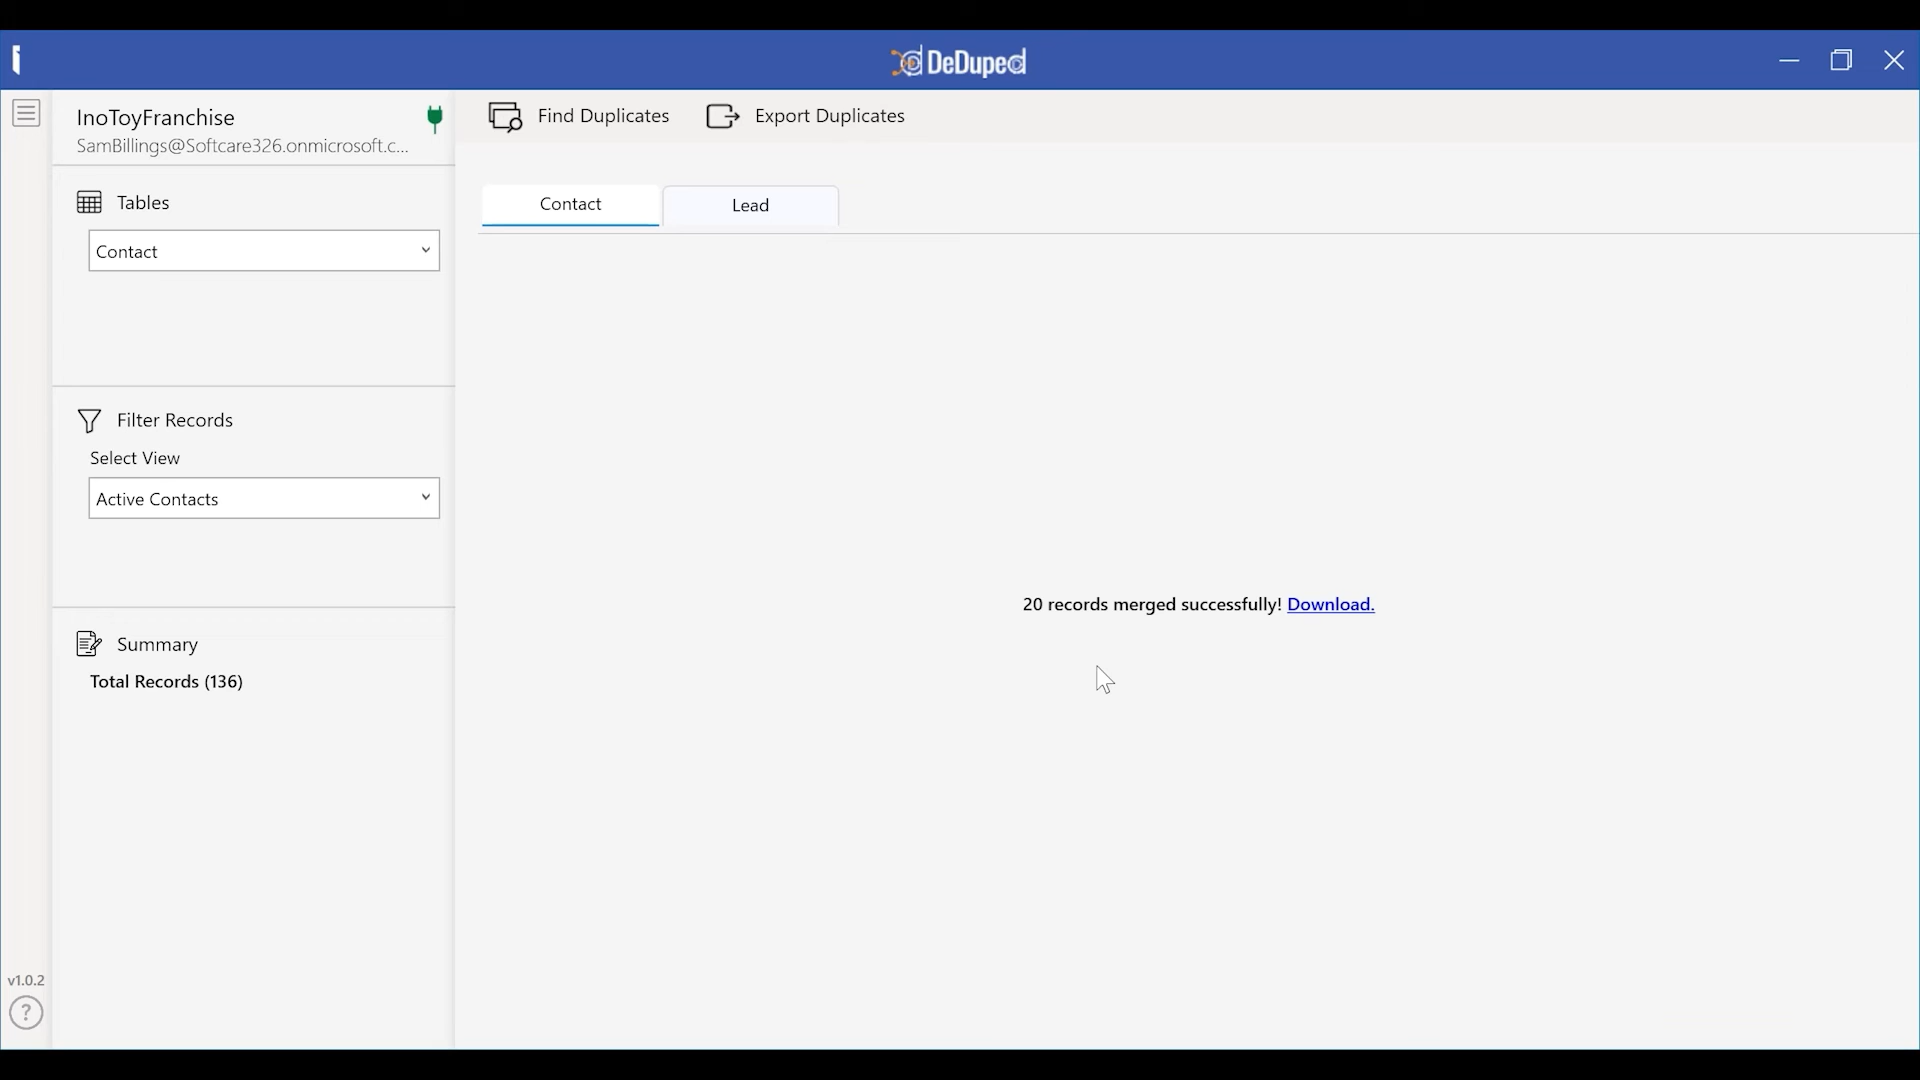 DeDuped
InoToyFranchise
SamBillings@Softcare326.onmicrosoft.c...
Find Duplicates
Export Duplicates
Tables
Contact
Contact
Lead
Filter Records
Select View
Active Contacts
20 records merged successfully! Download.
Summary
Total Records (136)
v1.0.2
?